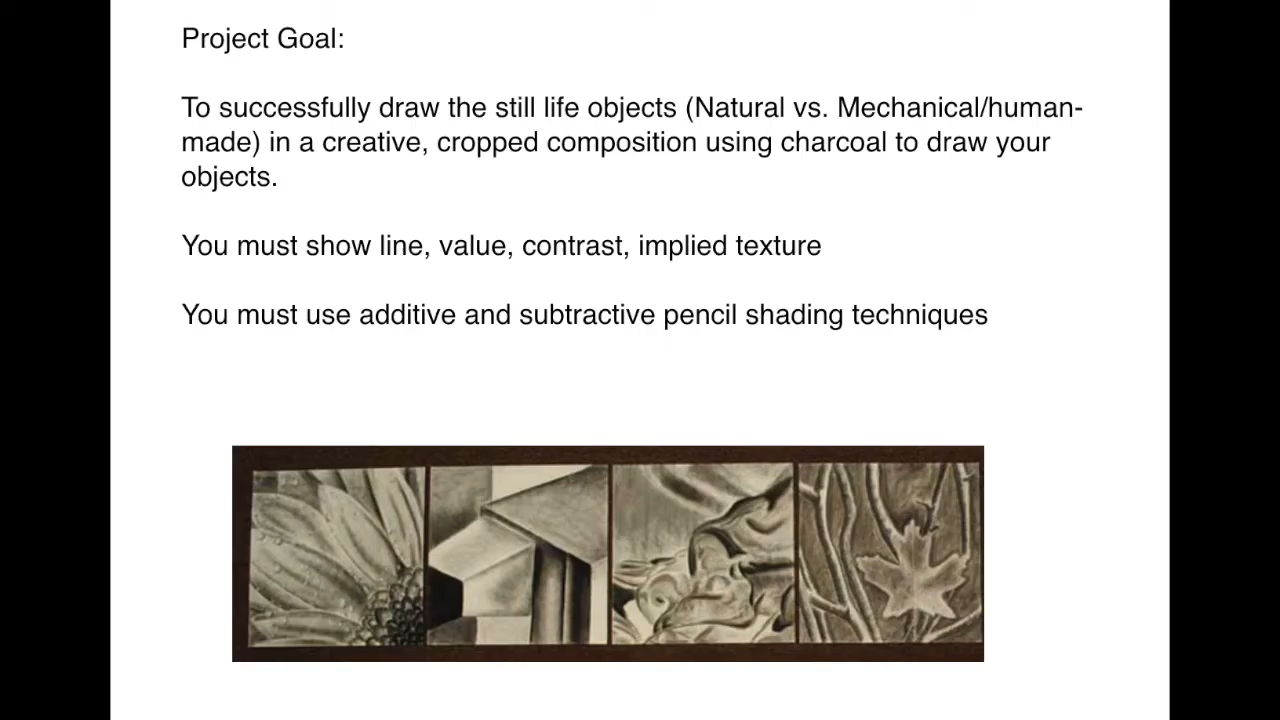 Project Goal:
To successfully draw the still life objects (Natural vs. Mechanical/human-
made) in a creative, cropped composition using charcoal to draw your
objects.
You must show line, value, contrast, implied texture
You must use additive and subtractive pencil shading techniques